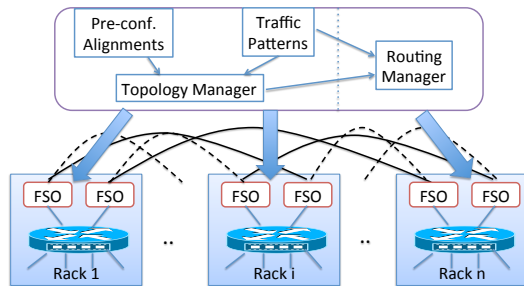 Pre-conf.
Alignments
Traffic
Patterns
Routing
Manager
Topology Manager
FSO
FSO
FSO
FSO
FSO
FSO
..
..
Rack 1
Rack i
Rack n